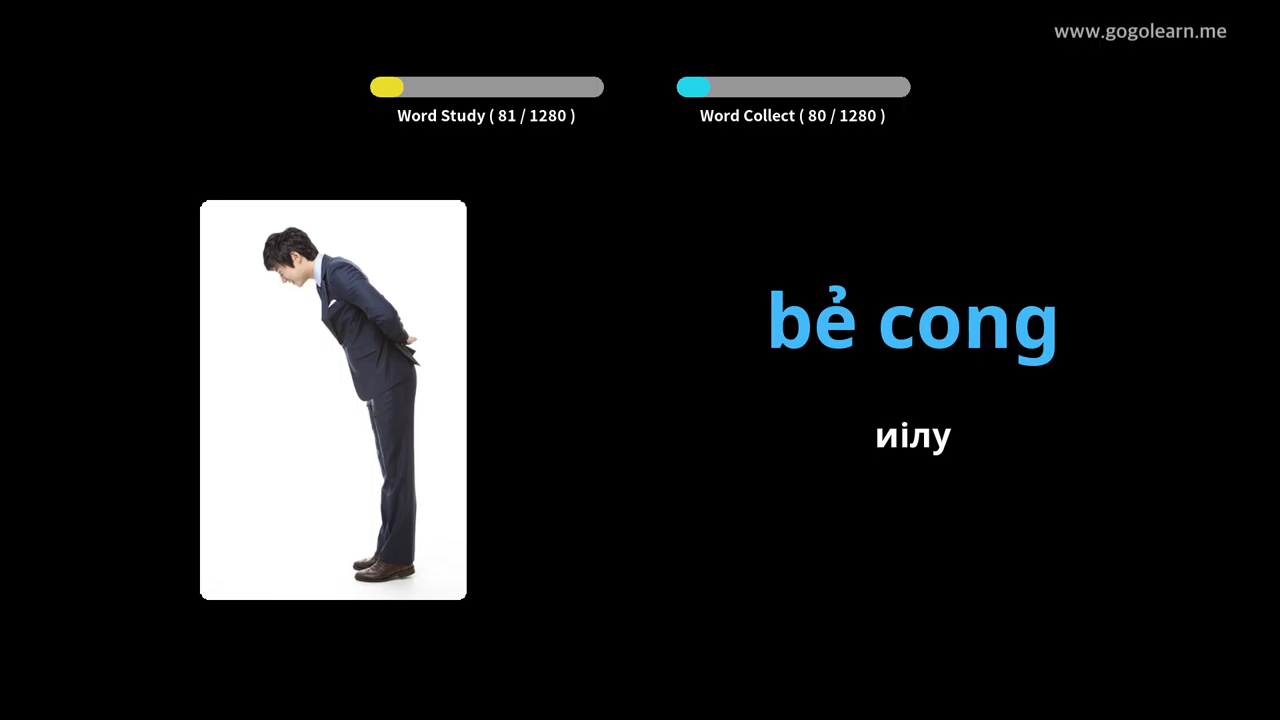 www.gogolearn.me
Word Study ( 81 / 1280 )
Word Collect ( 80 / 1280 )
bẻ cong
иілу